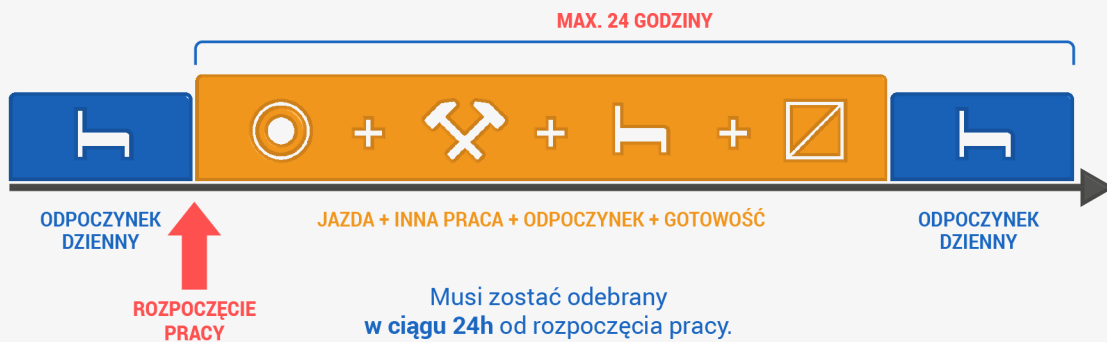 MAX. 24 GODZINY
ODPOCZYNEK
DZIENNY
JAZDA + INNA PRACA + ODPOCZYNEK + GOTOWOŚĆ
ODPOCZYNEK
DZIENNY
ROZPOCZĘCIE
PRACY
Musi zostać odebrany
w ciągu 24h od rozpoczęcia pracy.